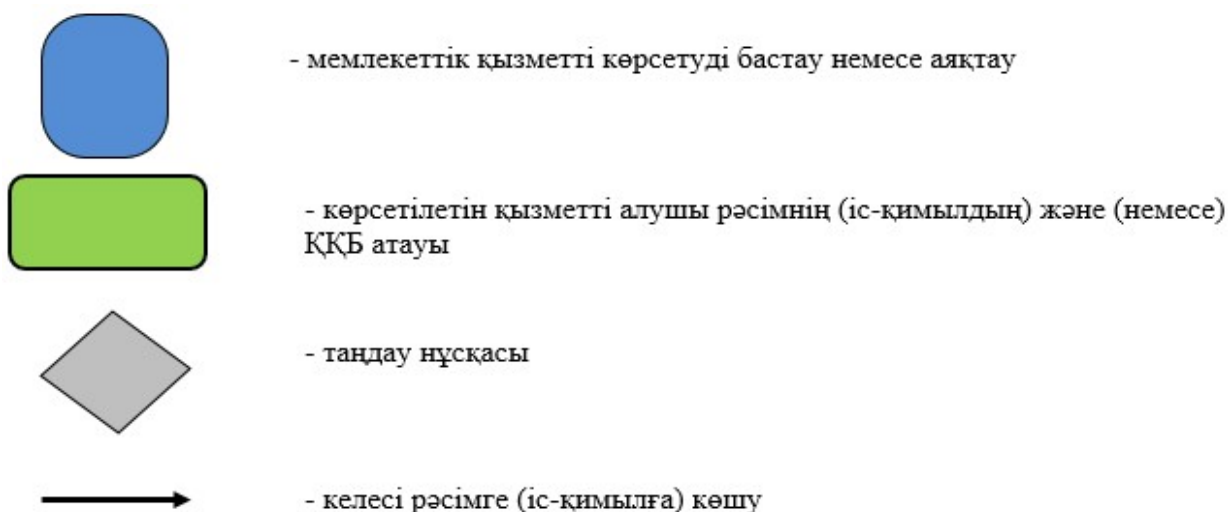 - мемлекеттік қызметті көрсетуді бастау немесе аяқтау
- көрсетілетін қызметті алушы рәсімнің (іс-қимылдың) және (немесе)
ҚҚБ атауы
- таңдау нұсқасы
- келесі рәсімге (іс-қимылға) көшу